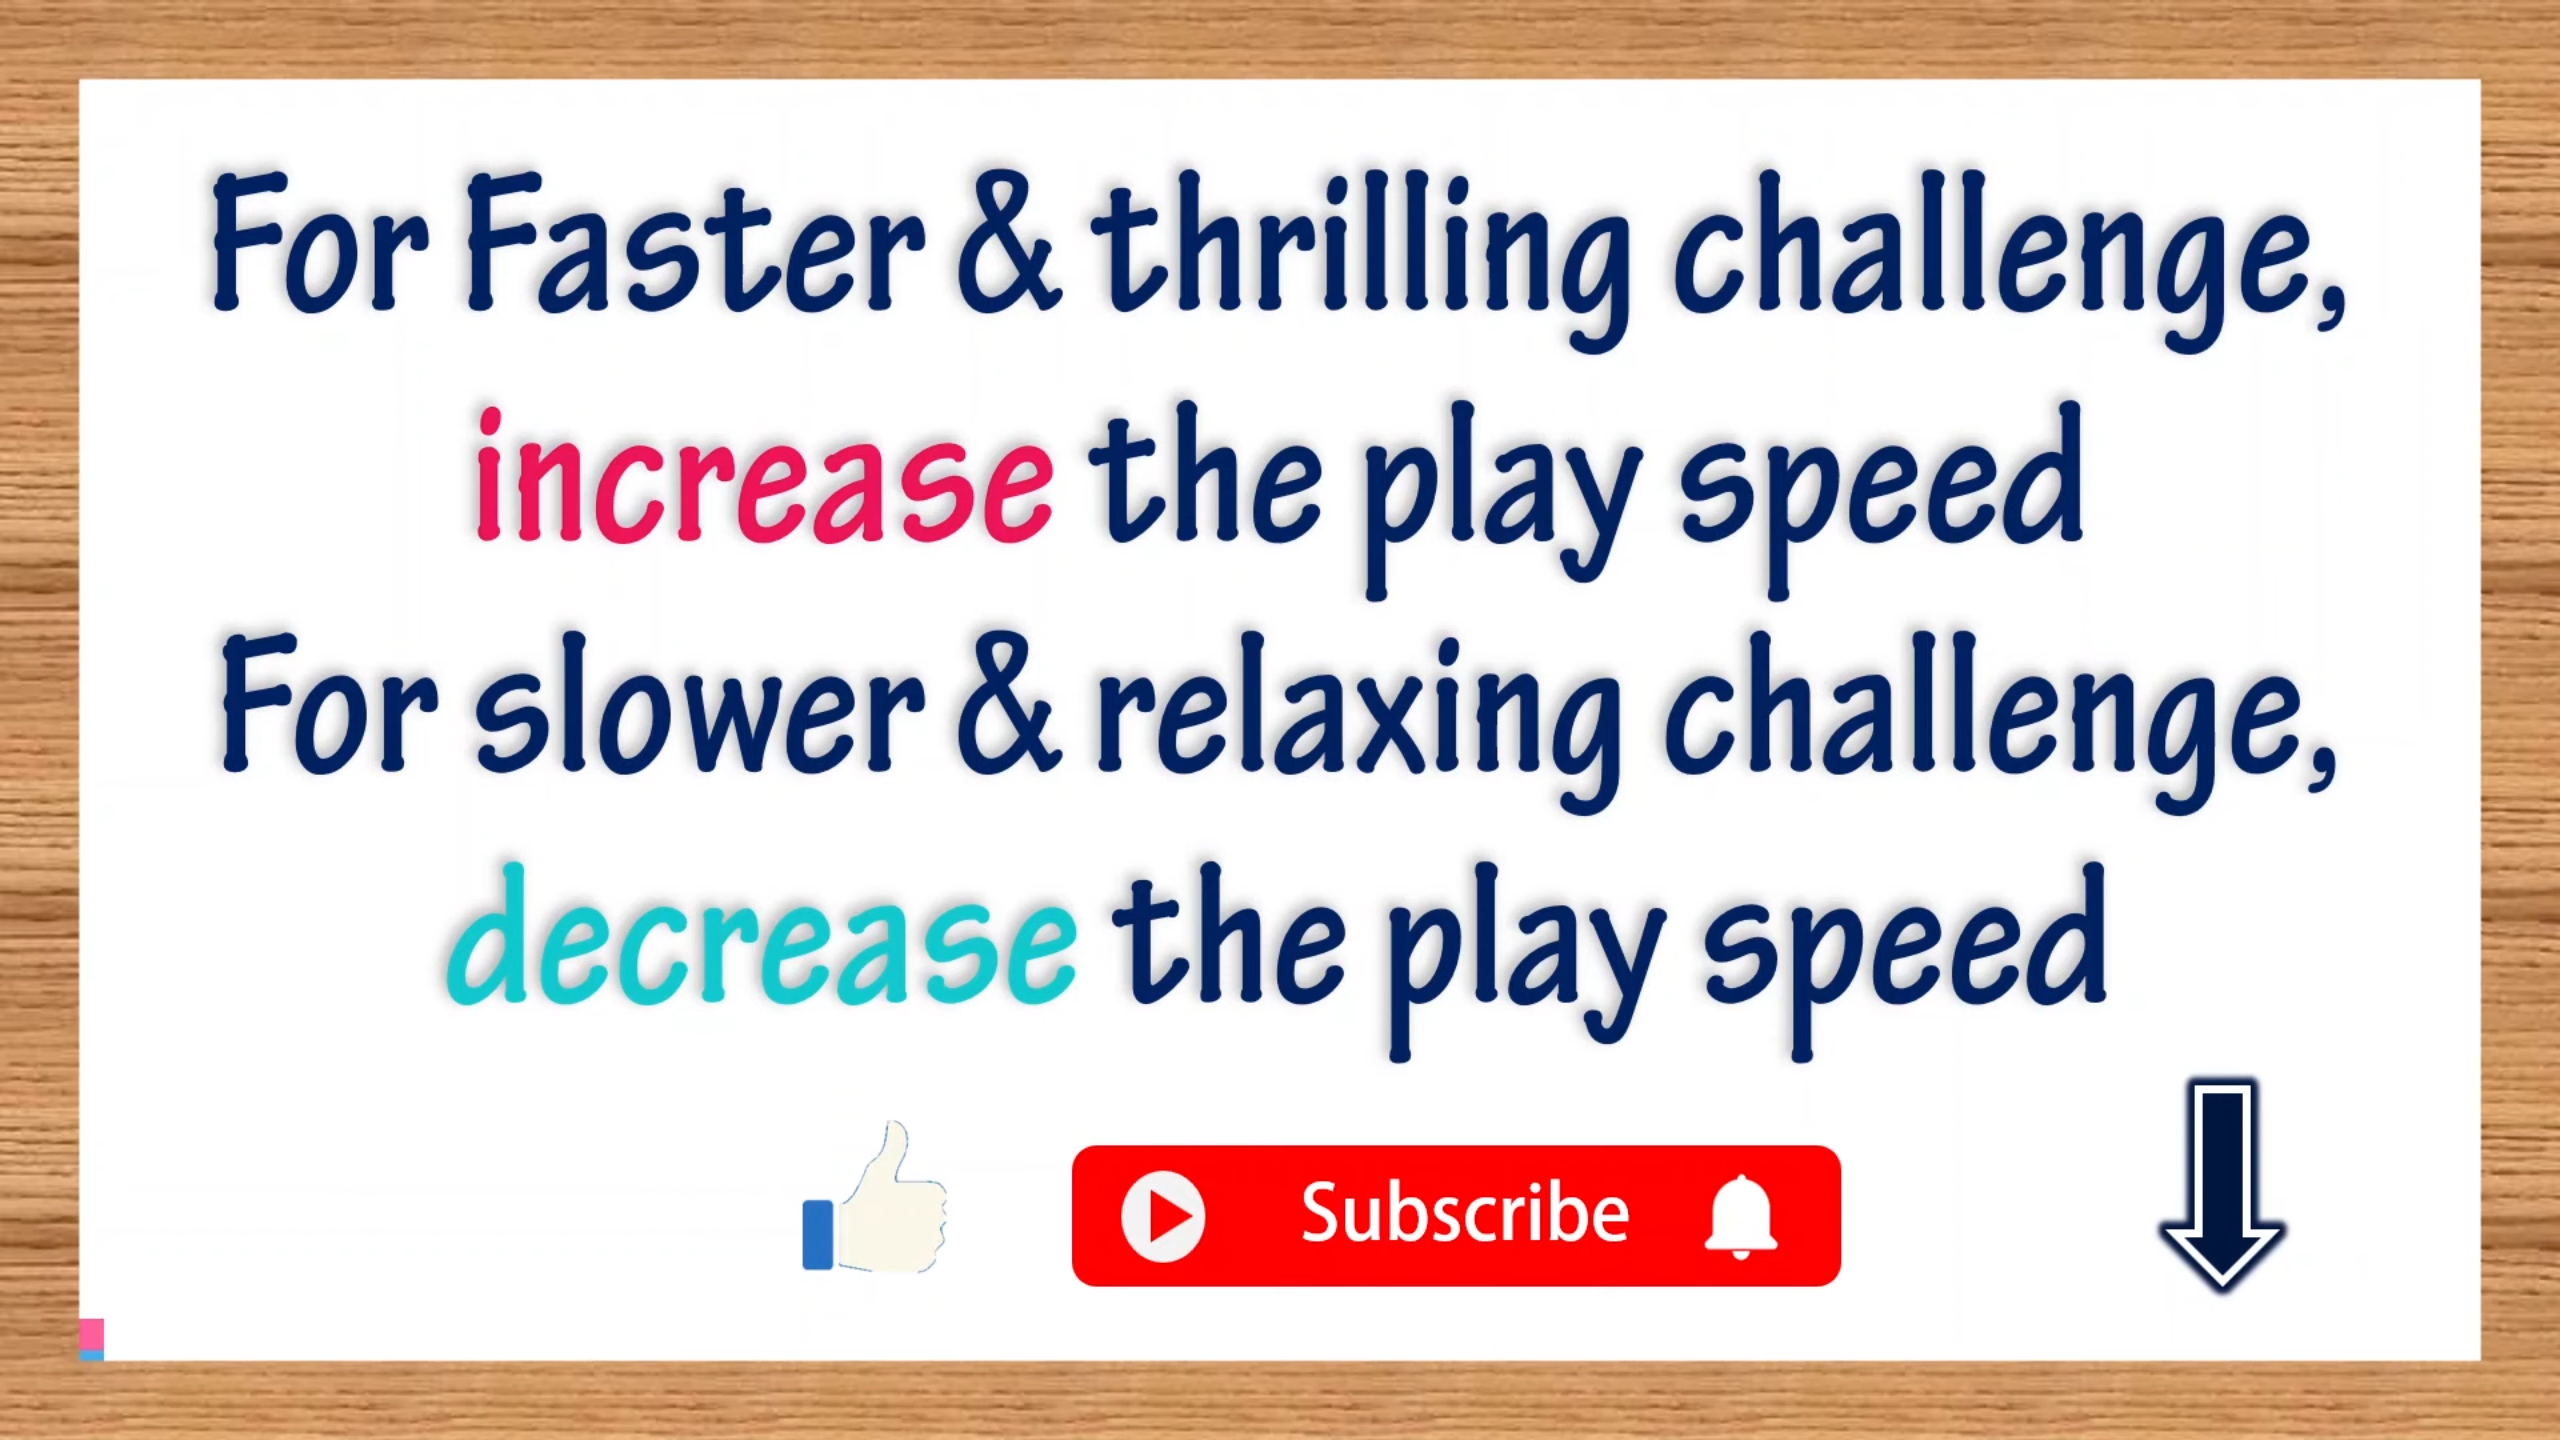 For Faster & thrilling challenge,
increase the play speed
For slower & relaxing challenge,
decrease the play speed
Subscribe